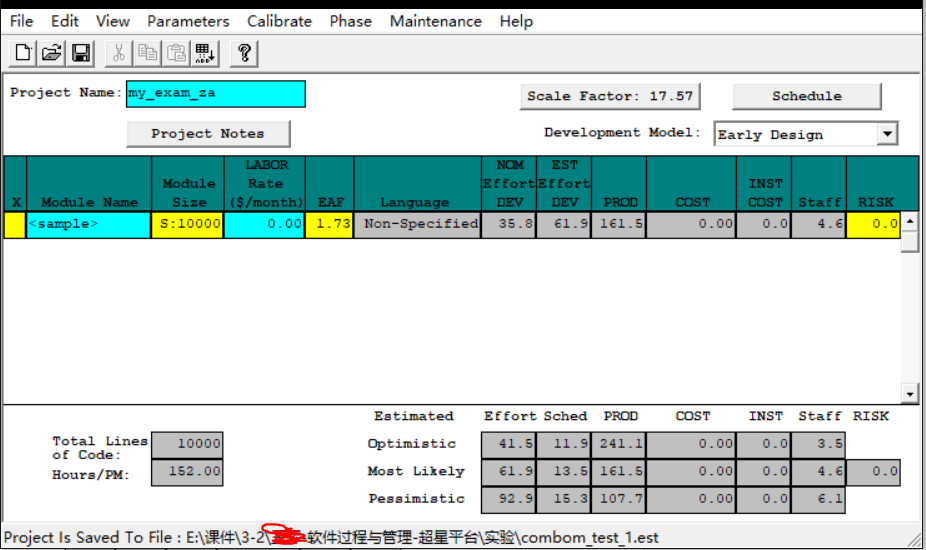 File Edit View Parameters Calibrate Phase Maintenance Help
Project Name: my_exam_za
Scale Factor: 17.57
Schedule
Project Notes
Development Model: Early Design
X Module Name Module Size LABOR Rate ($/month) EAF Language NOM Effort DEV EST Effort DEV PROD COST INST COST Staff RISK
<sample> S:10000 0.00 1.73 Non-Specified 35.8 61.9 161.5 0.00 0.0 4.6 0.0
Estimated Effort Sched PROD COST INST Staff RISK
Total Lines of Code: 10000
Optimistic 41.5 11.9 241.1 0.00 0.0 3.5
Hours/PM: 152.00
Most Likely 61.9 13.5 161.5 0.00 0.0 4.6 0.0
Pessimistic 92.9 15.3 107.7 0.00 0.0 6.1
Project Is Saved To File : E:\课件\3-2\软件过程与管理-超星平台\实验\combom_test_1.est